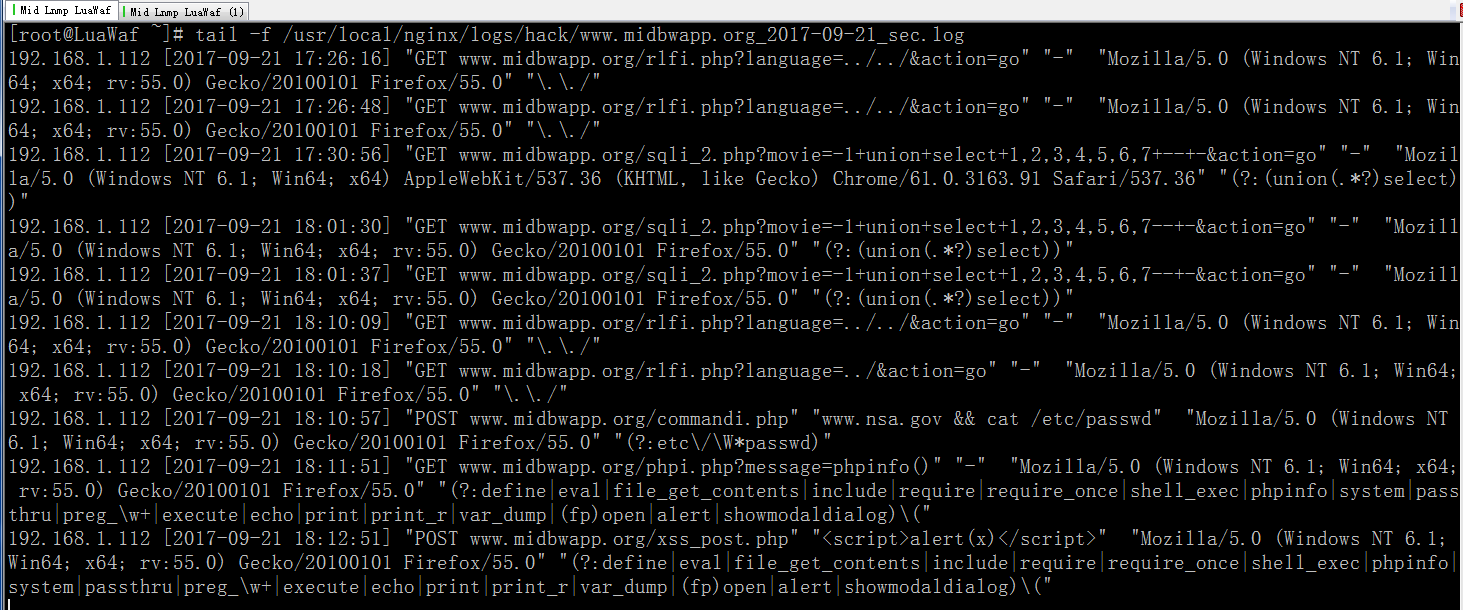 Mid Lnmp LuaWaf
Mid Lnmp LuaWaf (1)
[root@LuaWaf ~]# tail -f /usr/local/nginx/logs/hack/www.midbwapp.org_2017-09-21_sec.log
192.168.1.112 [2017-09-21 17:26:16] "GET www.midbwapp.org/rlfi.php?language=../../&action=go" "-"  "Mozilla/5.0 (Windows NT 6.1; Win
64; x64; rv:55.0) Gecko/20100101 Firefox/55.0" "\.\./"
192.168.1.112 [2017-09-21 17:26:48] "GET www.midbwapp.org/rlfi.php?language=../../&action=go" "-"  "Mozilla/5.0 (Windows NT 6.1; Win
64; x64; rv:55.0) Gecko/20100101 Firefox/55.0" "\.\./"
192.168.1.112 [2017-09-21 17:30:56] "GET www.midbwapp.org/sqli_2.php?movie=-1+union+select+1,2,3,4,5,6,7+--+-&action=go" "-"  "Mozil
la/5.0 (Windows NT 6.1; Win64; x64) AppleWebKit/537.36 (KHTML, like Gecko) Chrome/61.0.3163.91 Safari/537.36" "(?:(union(.*?)select)
)"
192.168.1.112 [2017-09-21 18:01:30] "GET www.midbwapp.org/sqli_2.php?movie=-1+union+select+1,2,3,4,5,6,7--+-&action=go" "-"  "Mozill
a/5.0 (Windows NT 6.1; Win64; x64; rv:55.0) Gecko/20100101 Firefox/55.0" "(?:(union(.*?)select))"
192.168.1.112 [2017-09-21 18:01:37] "GET www.midbwapp.org/sqli_2.php?movie=-1+union+select+1,2,3,4,5,6,7--+-&action=go" "-"  "Mozill
a/5.0 (Windows NT 6.1; Win64; x64; rv:55.0) Gecko/20100101 Firefox/55.0" "(?:(union(.*?)select))"
192.168.1.112 [2017-09-21 18:10:09] "GET www.midbwapp.org/rlfi.php?language=../../&action=go" "-"  "Mozilla/5.0 (Windows NT 6.1; Win
64; x64; rv:55.0) Gecko/20100101 Firefox/55.0" "\.\./"
192.168.1.112 [2017-09-21 18:10:18] "GET www.midbwapp.org/rlfi.php?language=../&action=go" "-"  "Mozilla/5.0 (Windows NT 6.1; Win64;
 x64; rv:55.0) Gecko/20100101 Firefox/55.0" "\.\./"
192.168.1.112 [2017-09-21 18:10:57] "POST www.midbwapp.org/commandi.php" "www.nsa.gov && cat /etc/passwd"  "Mozilla/5.0 (Windows NT
6.1; Win64; x64; rv:55.0) Gecko/20100101 Firefox/55.0" "(?:etc\/\W*passwd)"
192.168.1.112 [2017-09-21 18:11:51] "GET www.midbwapp.org/phpi.php?message=phpinfo()" "-"  "Mozilla/5.0 (Windows NT 6.1; Win64; x64;
 rv:55.0) Gecko/20100101 Firefox/55.0" "(?:define|eval|file_get_contents|include|require|require_once|shell_exec|phpinfo|system|pass
thru|preg_\w+|execute|echo|print|print_r|var_dump|(fp)open|alert|showmodaldialog)\("
192.168.1.112 [2017-09-21 18:12:51] "POST www.midbwapp.org/xss_post.php" "<script>alert(x)</script>"  "Mozilla/5.0 (Windows NT 6.1;
Win64; x64; rv:55.0) Gecko/20100101 Firefox/55.0" "(?:define|eval|file_get_contents|include|require|require_once|shell_exec|phpinfo|
system|passthru|preg_\w+|execute|echo|print|print_r|var_dump|(fp)open|alert|showmodaldialog)\("